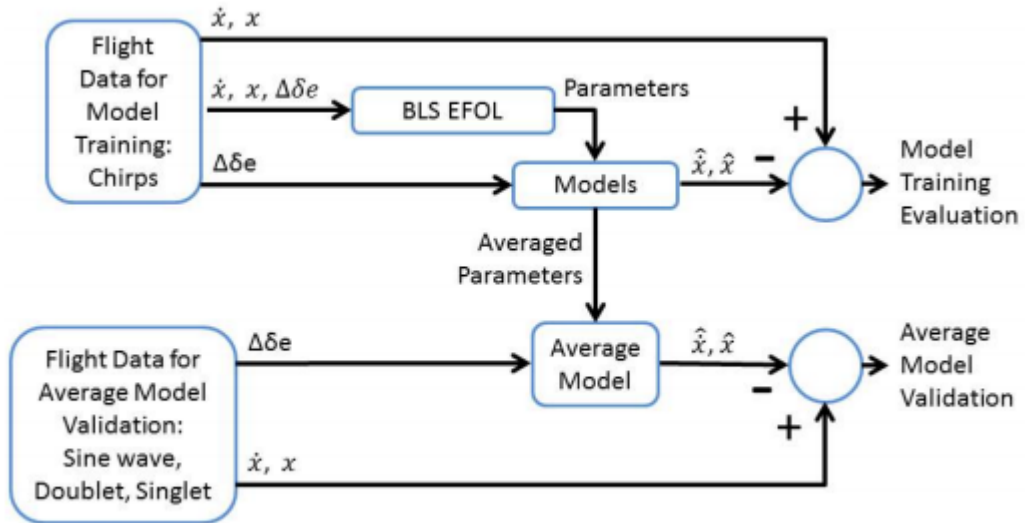 Flight
Data for
Model
Training:
Chirps
ẋ, x
ẋ, x, Δδe
Δδe
BLS EFOL
Parameters
Models
x̂̇, x̂
+
−
Model
Training
Evaluation
Averaged
Parameters
Flight Data for
Average Model
Validation:
Sine wave,
Doublet, Singlet
Δδe
ẋ, x
Average
Model
x̂̇, x̂
−
+
Average
Model
Validation